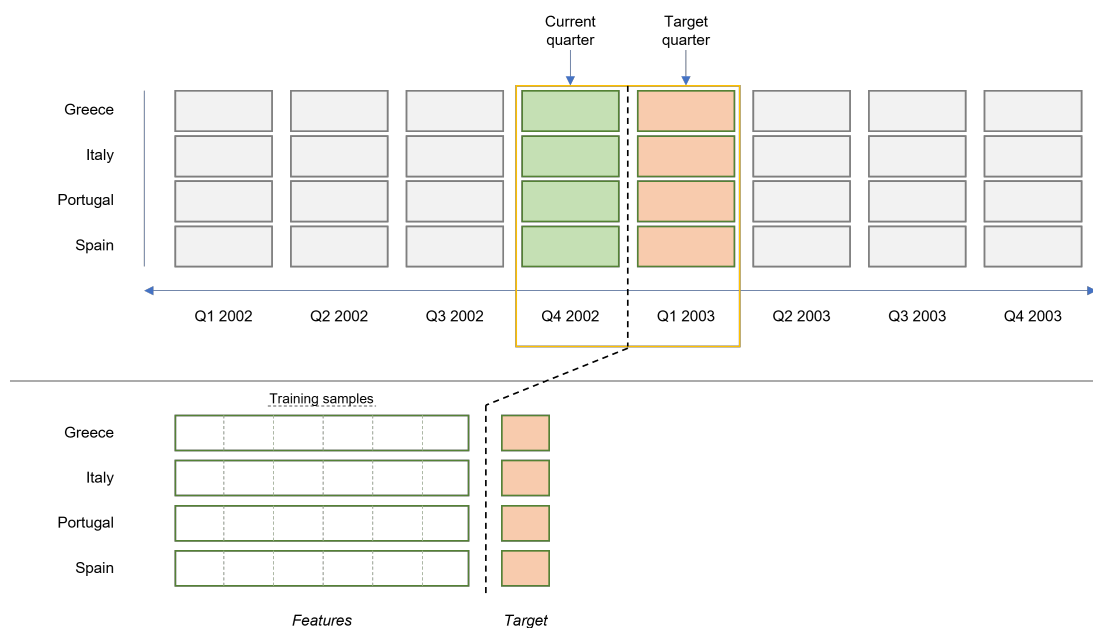 Current
quarter
Target
quarter
Greece
Italy
Portugal
Spain
Q1 2002
Q2 2002
Q3 2002
Q4 2002
Q1 2003
Q2 2003
Q3 2003
Q4 2003
Training samples
Greece
Italy
Portugal
Spain
Features
Target